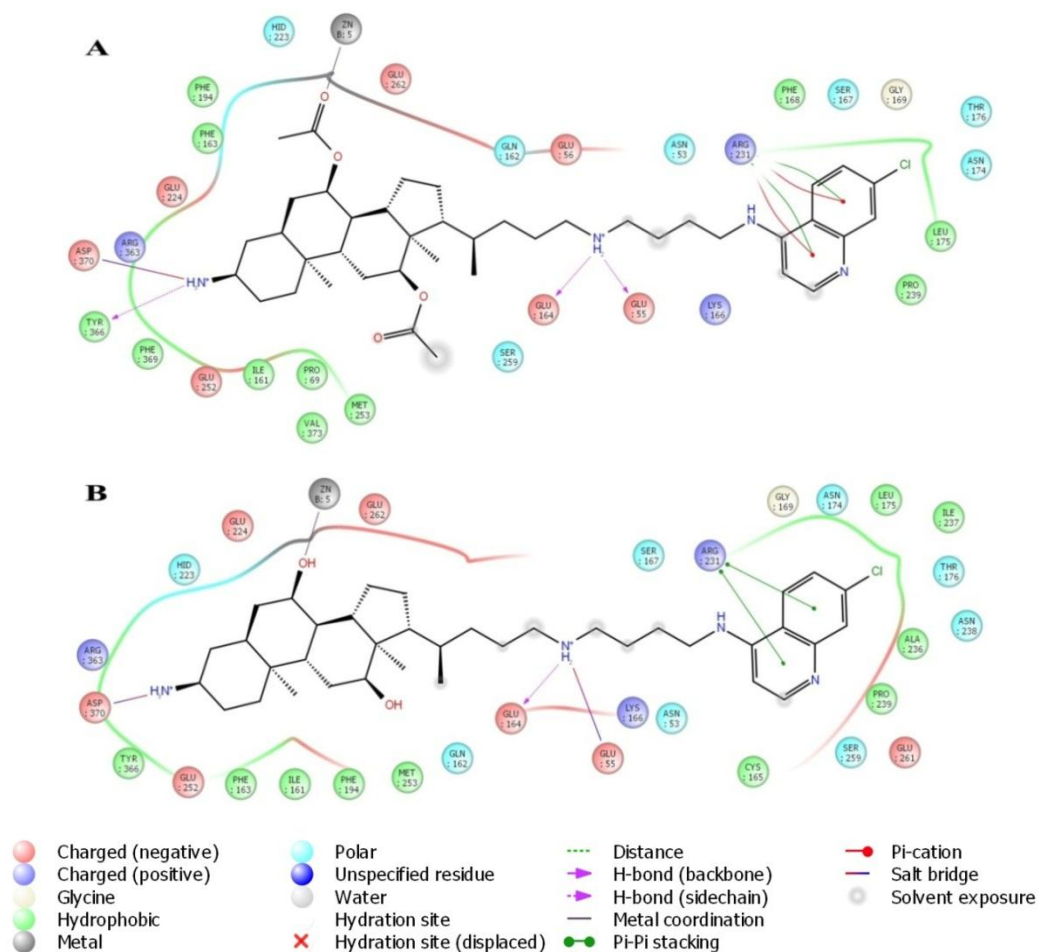 A
HID
:223
ZN
B: 5
GLU
:262
PHE
:194
PHE
:163
PHE
:168
SER
:167
GLY
:169
THR
:176
GLN
:162
GLU
:56
ASN
:53
ARG
:231
ASN
:174
Cl
GLU
:224
O
O
H
N
LEU
:175
ASP
:370
ARG
:363
H₃N⁺
N⁺
H₂
N
PRO
:239
TYR
:366
O
O
GLU
:164
GLU
:55
LYS
:166
PHE
:369
GLU
:252
ILE
:161
PRO
:69
SER
:259
MET
:253
VAL
:373
B
ZN
B: 5
GLU
:262
GLU
:224
GLY
:169
ASN
:174
LEU
:175
ILE
:237
HID
:223
OH
SER
:167
ARG
:231
Cl
THR
:176
H
N
ASN
:238
ARG
:363
ALA
:236
N⁺
H₂
N
H₃N⁺
ASP
:370
OH
GLU
:164
LYS
:166
ASN
:53
PRO
:239
TYR
:366
GLU
:252
PHE
:163
ILE
:161
PHE
:194
MET
:253
GLN
:162
GLU
:55
CYS
:165
SER
:259
GLU
:261
Charged (negative)
Charged (positive)
Glycine
Hydrophobic
Metal
Polar
Unspecified residue
Water
Hydration site
Hydration site (displaced)
Distance
H-bond (backbone)
H-bond (sidechain)
Metal coordination
Pi-Pi stacking
Pi-cation
Salt bridge
Solvent exposure